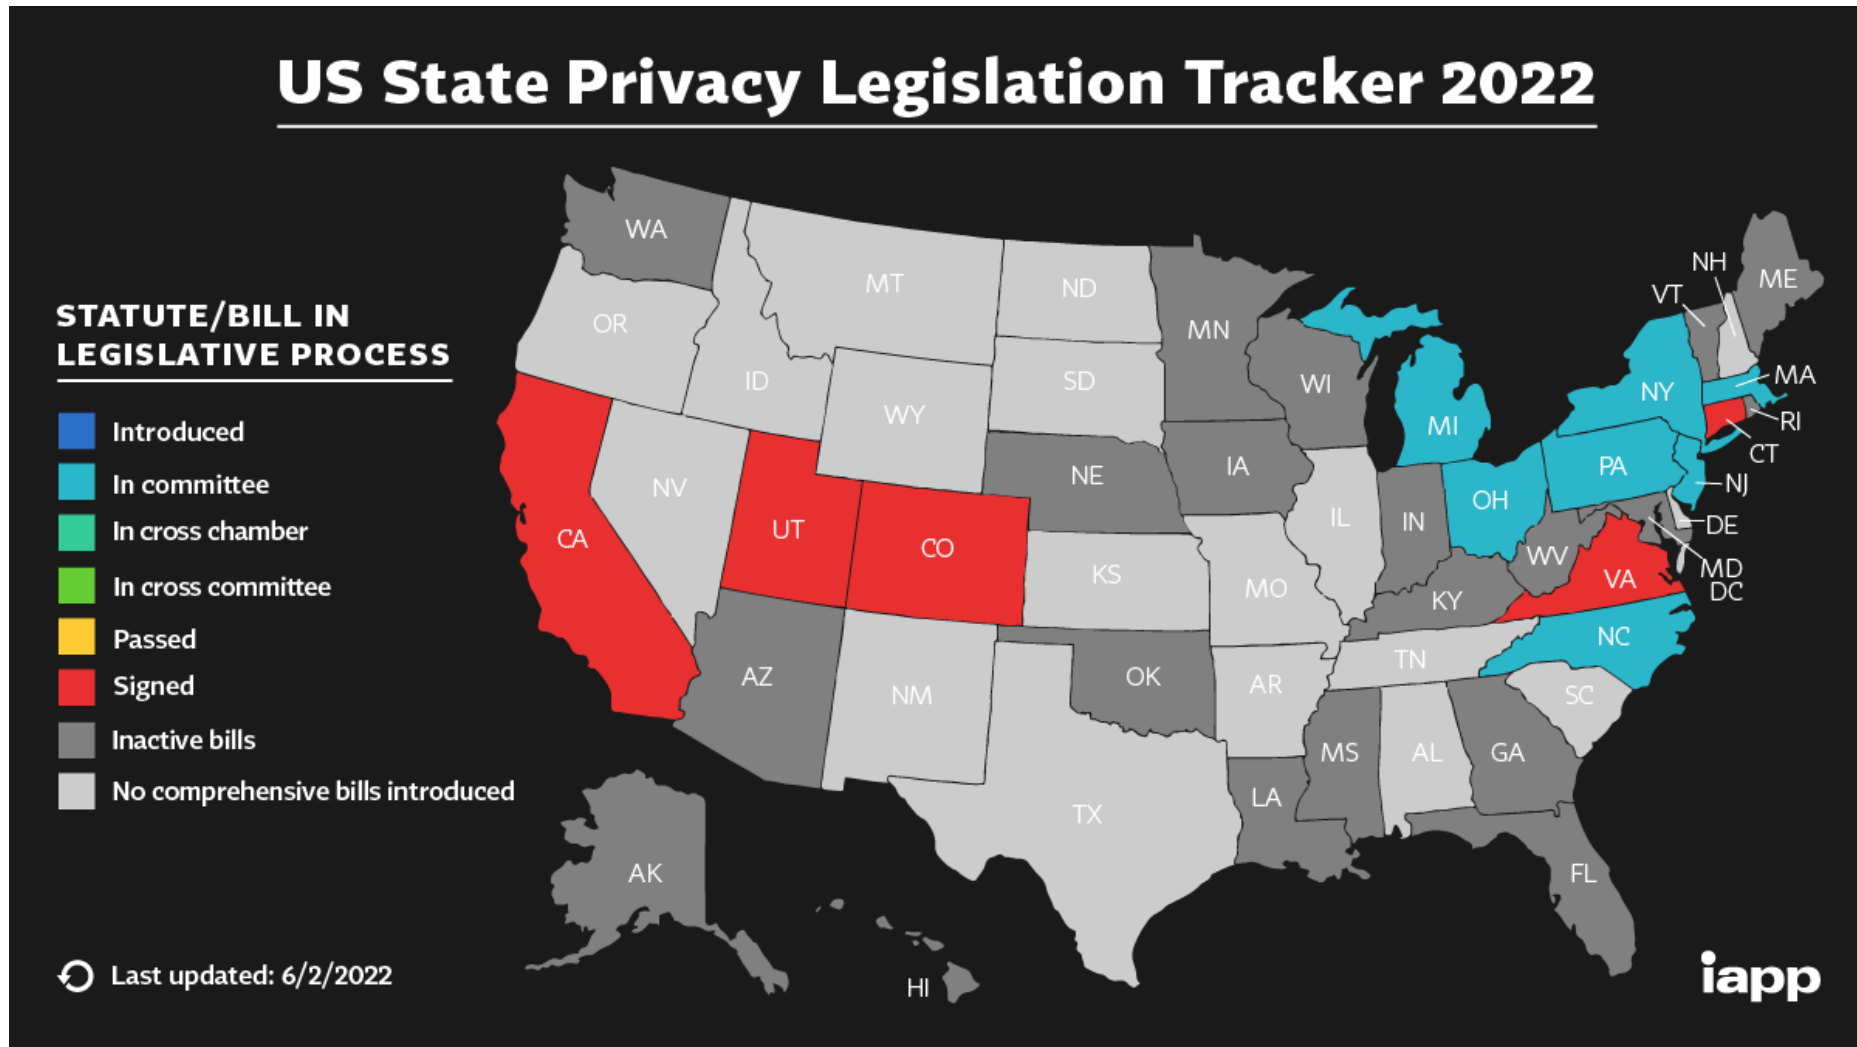 US State Privacy Legislation Tracker 2022
STATUTE/BILL IN
LEGISLATIVE PROCESS
Introduced
In committee
In cross chamber
In cross committee
Passed
Signed
Inactive bills
No comprehensive bills introduced
Last updated: 6/2/2022
WA
OR
CA
NV
ID
MT
WY
UT
CO
AZ
NM
ND
SD
NE
KS
OK
TX
MN
IA
MO
AR
LA
WI
IL
MI
IN
OH
KY
TN
MS
AL
GA
FL
SC
NC
VA
WV
PA
NY
VT
NH
ME
MA
RI
CT
NJ
DE
MD
DC
AK
HI
iapp